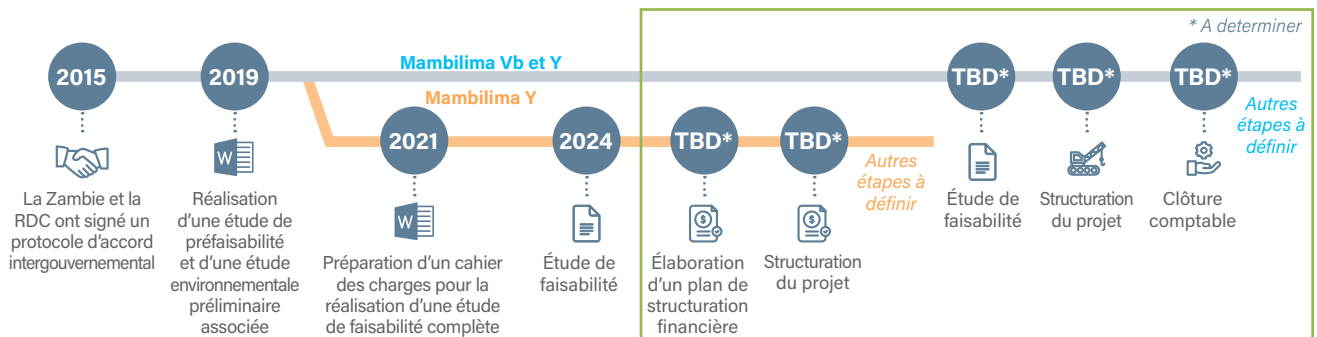 * A determiner
2015
2019
Mambilima Vb et Y
TBD*
TBD*
TBD*
Autres
étapes à
définir
Mambilima Y
2021
2024
TBD*
TBD*
Autres
étapes à
définir
La Zambie et la
RDC ont signé un
protocole d'accord
intergouvernemental
W
Réalisation
d'une étude de
préfaisabilité
et d'une étude
environnementale
préliminaire
associée
W
Préparation d'un cahier
des charges pour la
réalisation d'une étude
de faisabilité complète
Étude de
faisabilité
$
Élaboration
d'un plan de
structuration
financière
$
Structuration
du projet
Étude de
faisabilité
Structuration
du projet
Clôture
comptable